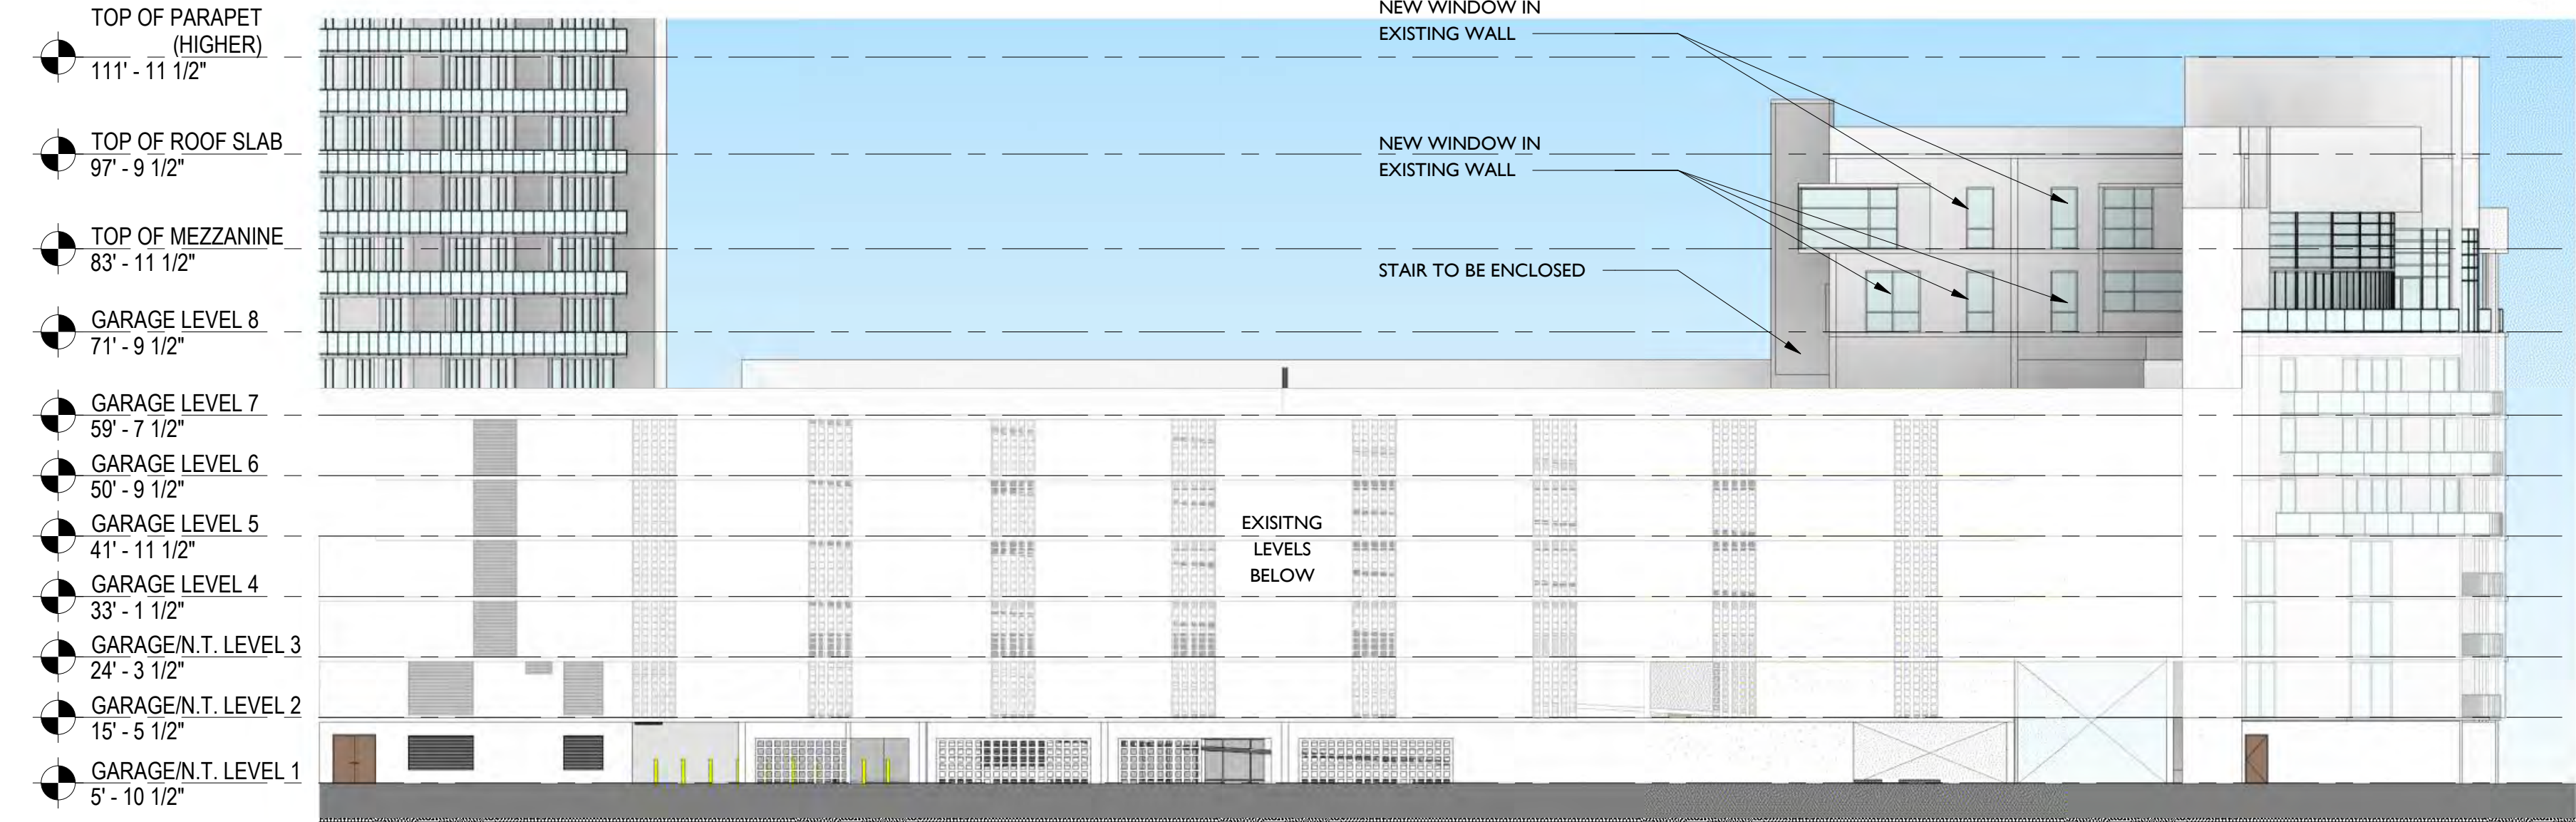 TOP OF PARAPET
(HIGHER)
111' - 11 1/2"
TOP OF ROOF SLAB
97' - 9 1/2"
TOP OF MEZZANINE
83' - 11 1/2"
GARAGE LEVEL 8
71' - 9 1/2"
GARAGE LEVEL 7
59' - 7 1/2"
GARAGE LEVEL 6
50' - 9 1/2"
GARAGE LEVEL 5
41' - 11 1/2"
GARAGE LEVEL 4
33' - 1 1/2"
GARAGE/N.T. LEVEL 3
24' - 3 1/2"
GARAGE/N.T. LEVEL 2
15' - 5 1/2"
GARAGE/N.T. LEVEL 1
5' - 10 1/2"
NEW WINDOW IN
EXISTING WALL
NEW WINDOW IN
EXISTING WALL
STAIR TO BE ENCLOSED
EXISITNG
LEVELS
BELOW